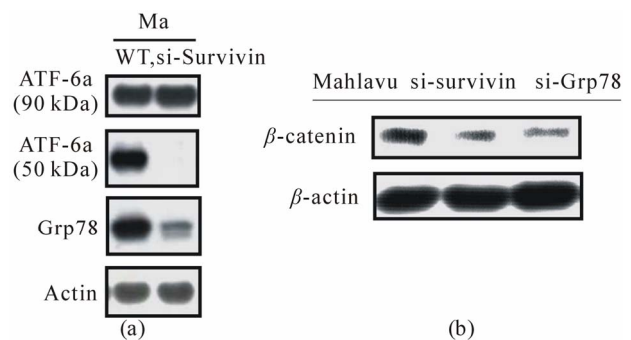 Ma
WT,si-Survivin
ATF-6a
(90 kDa)
ATF-6a
(50 kDa)
Grp78
Actin
(a)
Mahlavu si-survivin si-Grp78
β-catenin
β-actin
(b)